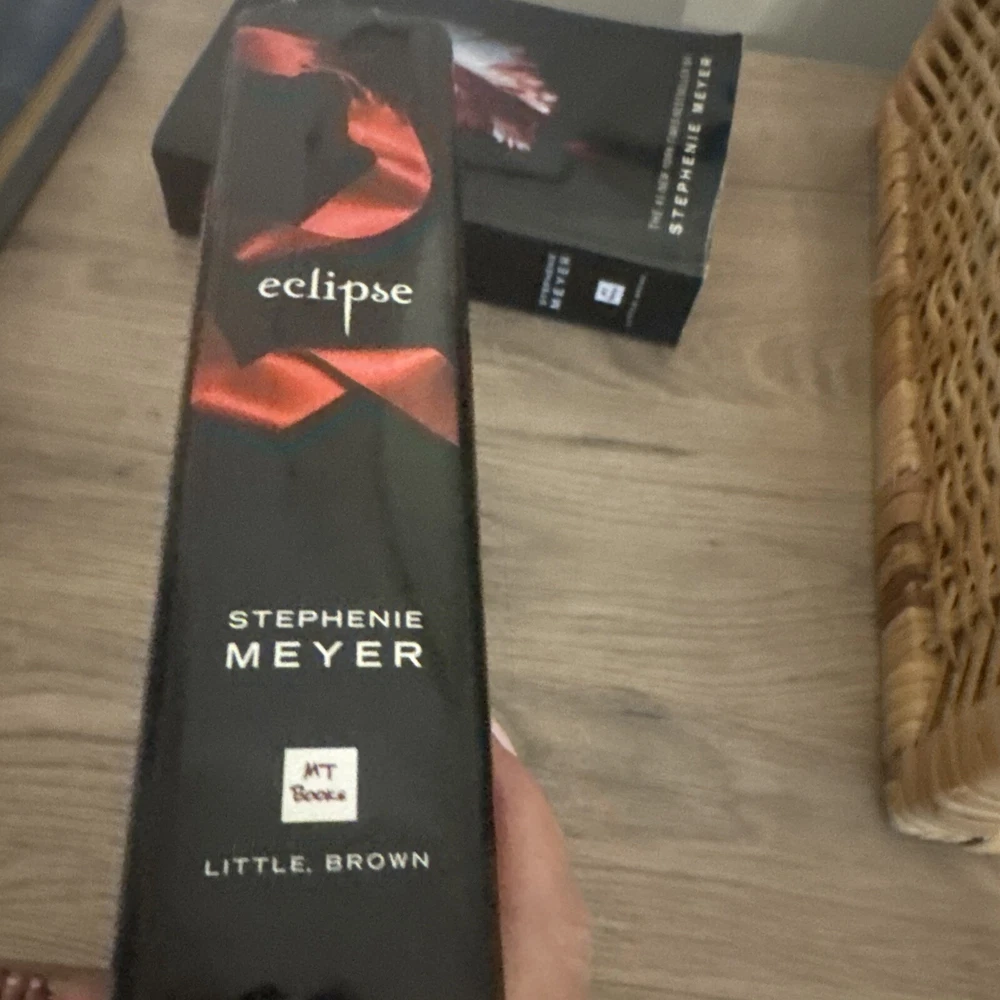 eclipse
STEPHENIE
MEYER
MT
Books
LITTLE, BROWN
STEPHENIE MEYER
STEPHENIE
MEYER